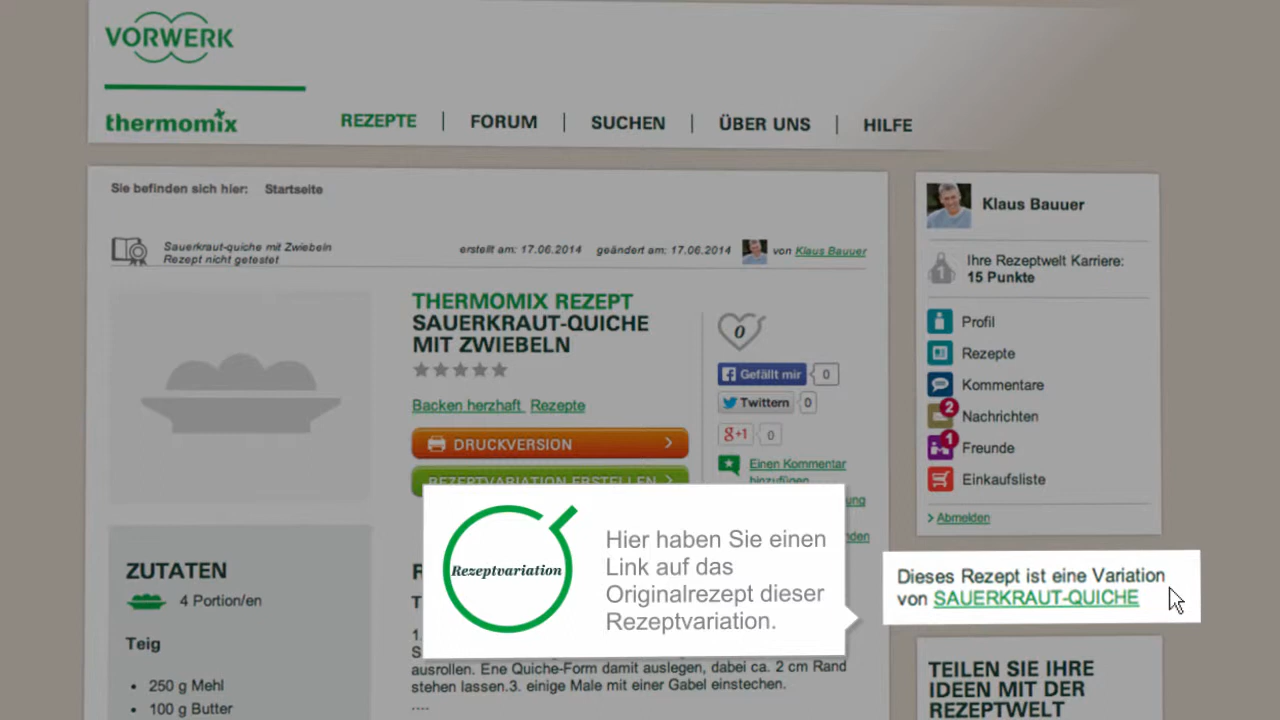 VORWERK
thermomix
REZEPTE | FORUM | SUCHEN | ÜBER UNS | HILFE
Sie befinden sich hier: Startseite
Sauerkraut-quiche mit Zwiebeln
Rezept nicht getestet
erstellt am: 17.06.2014 geändert am: 17.06.2014 von Klaus Bauuer
THERMOMIX REZEPT
SAUERKRAUT-QUICHE
MIT ZWIEBELN
Backen herzhaft Rezepte
DRUCKVERSION
REZEPTVARIATION ERSTELLEN
0
Gefällt mir 0
Twittern 0
g+1 0
Einen Kommentar
hinzufügen
ZUTATEN
4 Portion/en
Teig
• 250 g Mehl
• 100 g Butter
Rezeptvariation
Hier haben Sie einen
Link auf das
Originalrezept dieser
Rezeptvariation.
ausrollen. Ene Quiche-Form damit auslegen, dabei ca. 2 cm Rand
stehen lassen.3. einige Male mit einer Gabel einstechen.
....
Klaus Bauuer
1
Ihre Rezeptwelt Karriere:
15 Punkte
Profil
Rezepte
Kommentare
2 Nachrichten
1 Freunde
Einkaufsliste
> Abmelden
Dieses Rezept ist eine Variation
von SAUERKRAUT-QUICHE
TEILEN SIE IHRE
IDEEN MIT DER
REZEPTWELT